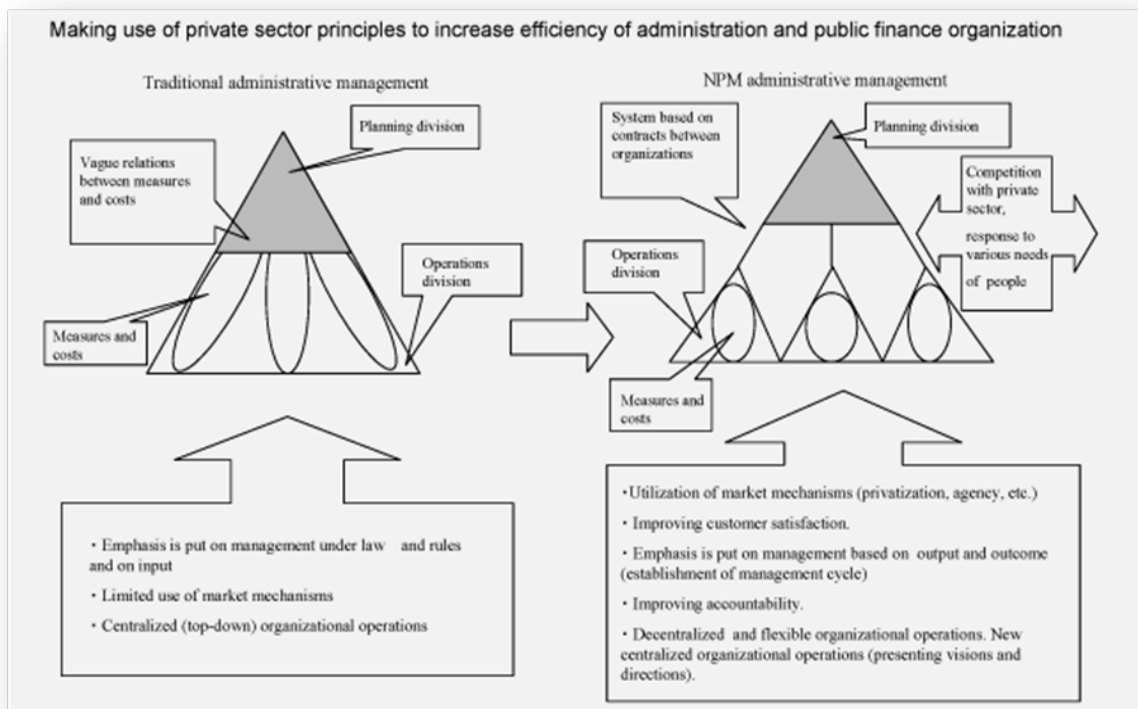 Making use of private sector principles to increase efficiency of administration and public finance organization
Traditional administrative management
Planning division
Vague relations
between measures
and costs
Operations
division
Measures and
costs
・Emphasis is put on management under law and rules
and on input
・Limited use of market mechanisms
・Centralized (top-down) organizational operations
NPM administrative management
System based on
contracts between
organizations
Planning division
Competition
with private
sector,
response to
various needs
of people
Operations
division
Measures and
costs
・Utilization of market mechanisms (privatization, agency, etc.)
・Improving customer satisfaction.
・Emphasis is put on management based on output and outcome
(establishment of management cycle)
・Improving accountability.
・Decentralized and flexible organizational operations. New
centralized organizational operations (presenting visions and
directions).